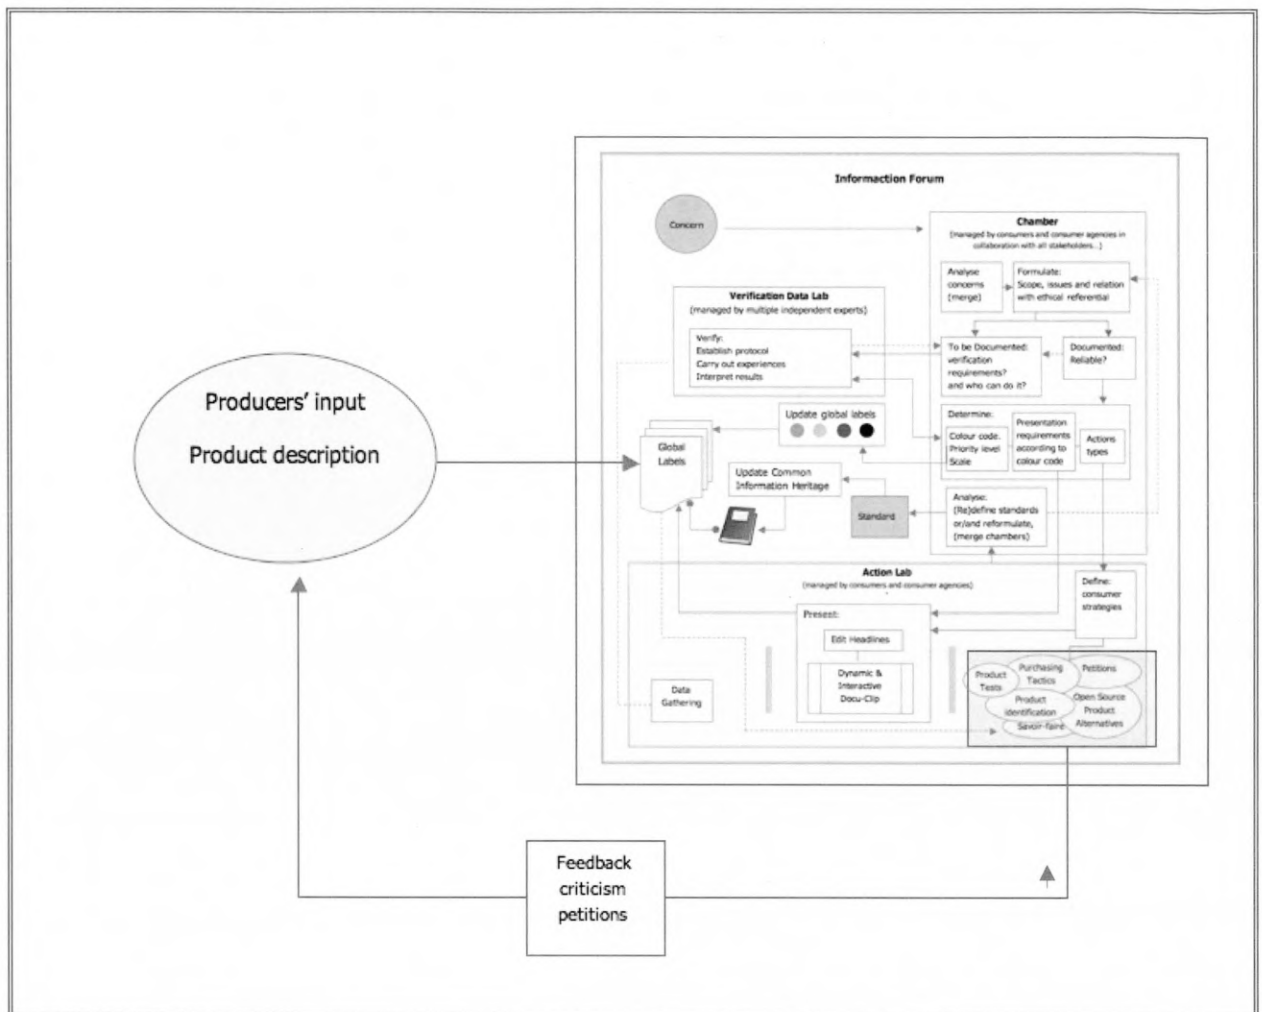 Informaction Forum
Concern
Chamber
(managed by consumers and consumer agencies in
collaboration with all stakeholders...)
Analyse
concerns
(merge)
Formulate:
Scope, issues and relation
with ethical referential
Verification Data Lab
(managed by multiple independent experts)
Verify:
Establish protocol
Carry out experiences
Interpret results
To be Documented:
verification
requirements?
and who can do it?
Documented:
Reliable?
Producers' input
Product description
Global
Labels
Update global labels
Determine:
Colour code.
Priority level
Scale
Presentation
requirements
according to
colour code
Actions
types
Update Common
Information Heritage
Standard
Analyse:
(Re)define standards
or/and reformulate,
(merge chambers)
Action Lab
(managed by consumers and consumer agencies)
Define:
consumer
strategies
Present:
Edit Headlines
Dynamic &
Interactive
Docu-Clip
Data
Gathering
Product
Tests
Purchasing
Tactics
Petitions
Product
identification
Open Source
Product
Alternatives
Savoir-faire
Feedback
criticism
petitions